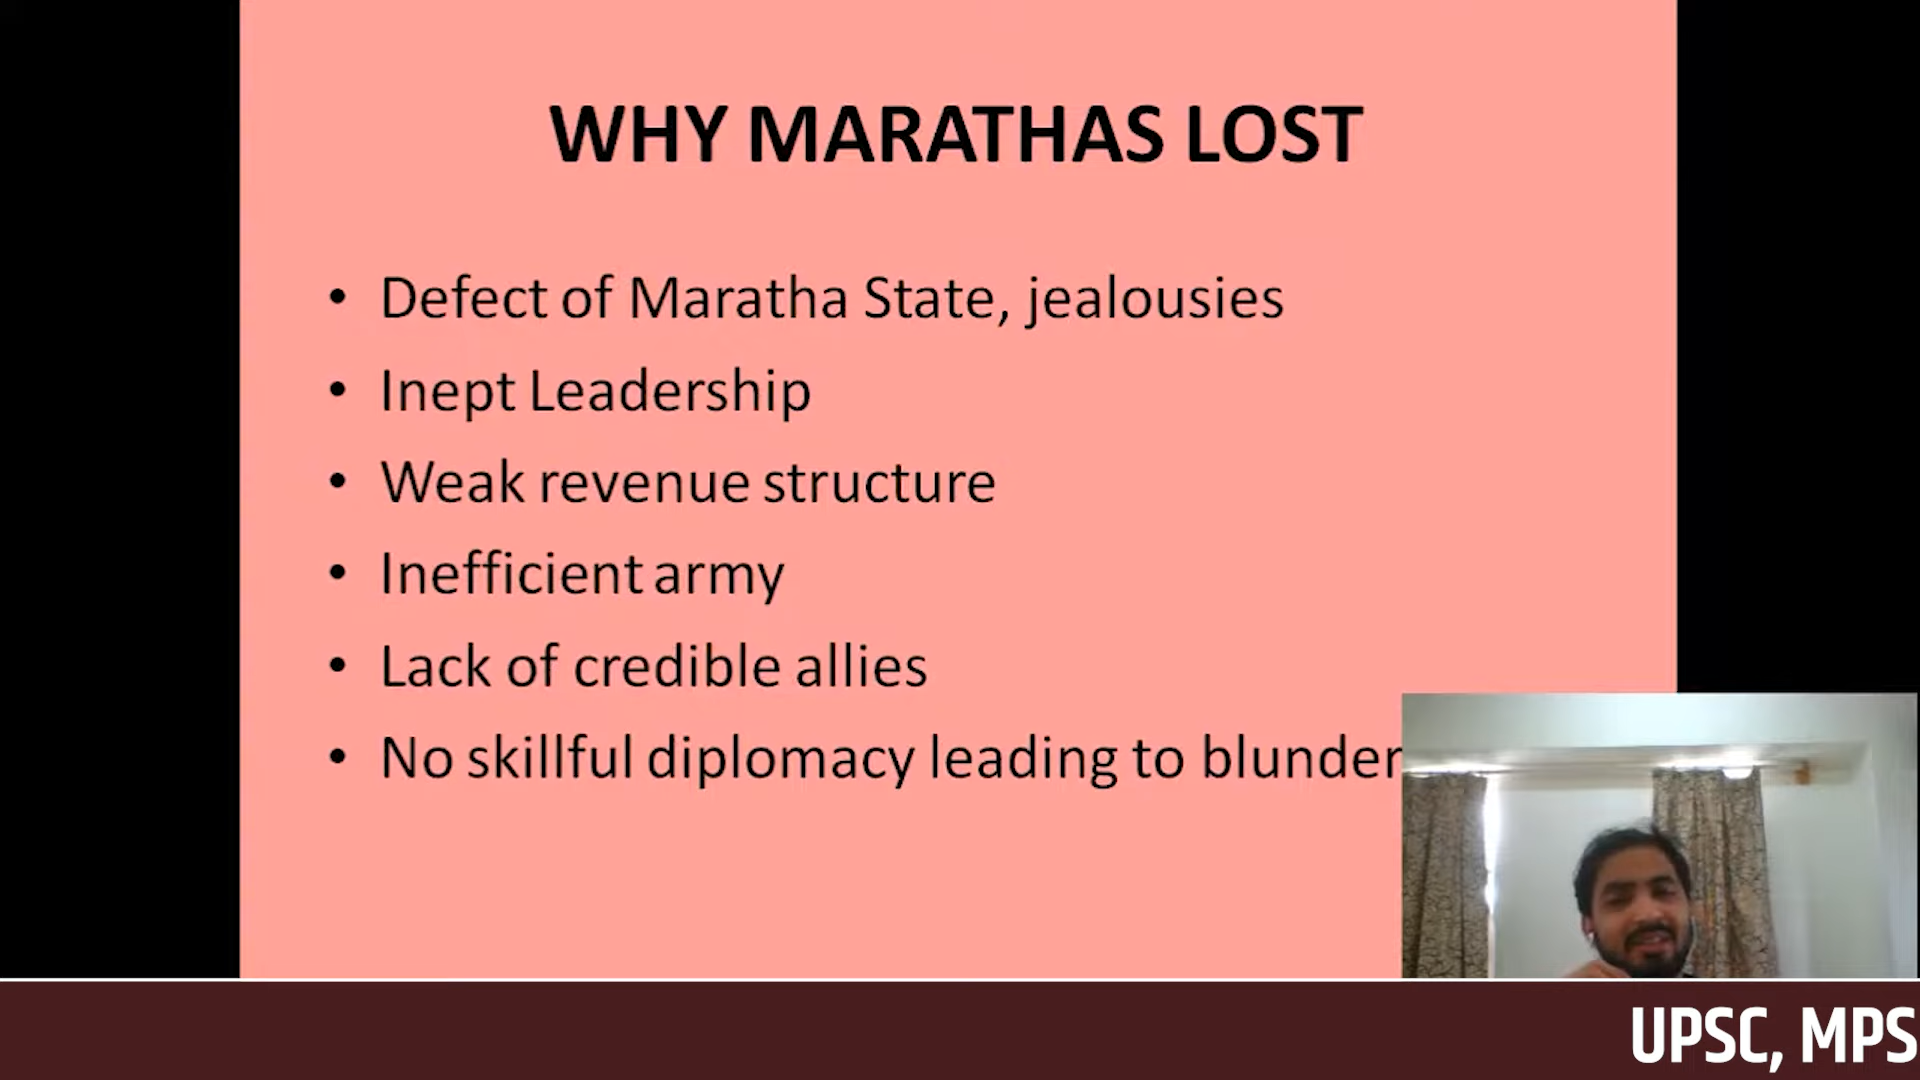 WHY MARATHAS LOST
• Defect of Maratha State, jealousies
• Inept Leadership
• Weak revenue structure
• Inefficient army
• Lack of credible allies
• No skillful diplomacy leading to blunder
UPSC, MPS